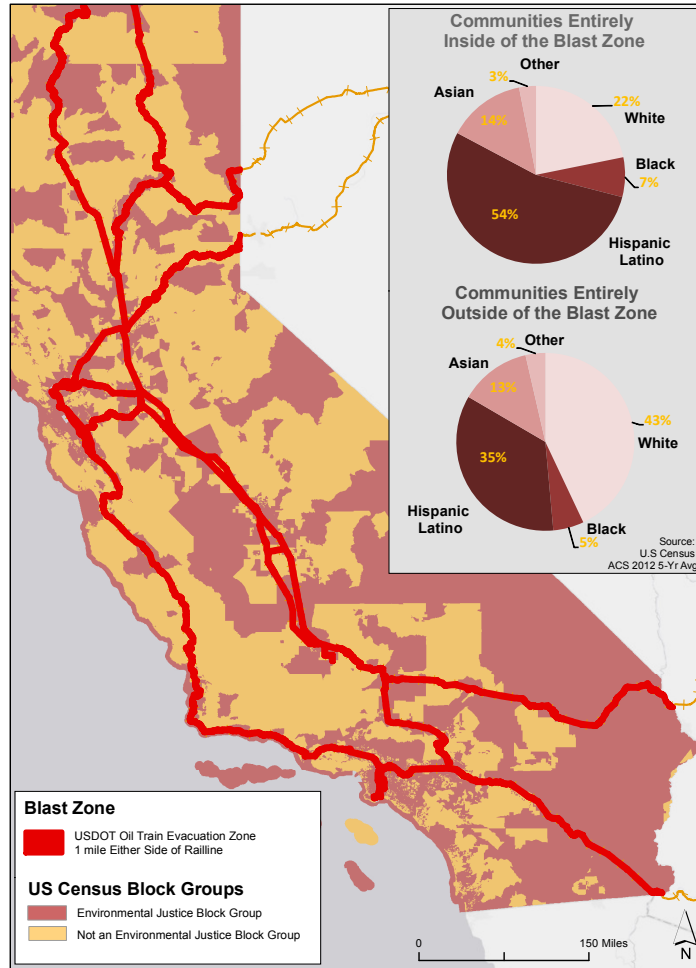 Communities Entirely
Inside of the Blast Zone
Other
3%
Asian
14%
22%
White
Black
7%
54%
Hispanic
Latino
Communities Entirely
Outside of the Blast Zone
4%
Other
Asian
13%
43%
White
35%
Hispanic
Latino
Black
5%
Source:
U.S Census
ACS 2012 5-Yr Avg
Blast Zone
USDOT Oil Train Evacuation Zone
1 mile Either Side of Railline
US Census Block Groups
Environmental Justice Block Group
Not an Environmental Justice Block Group
0
150 Miles
N